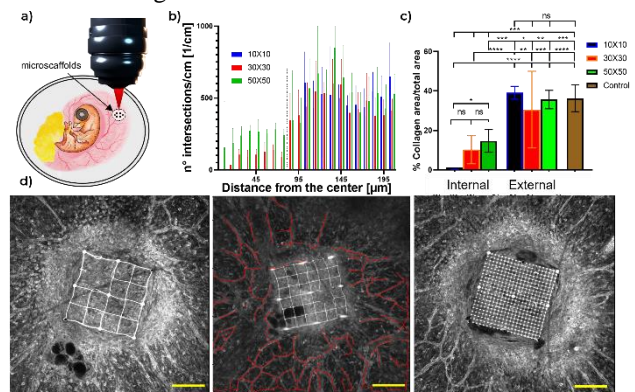 a)
microscaffolds
b)
n° intersections/cm [1/cm]
1000
500
0
10X10
30X30
50X50
45
95
145
195
Distance from the center [µm]
c)
% Collagen area/total area
60
40
20
0
ns
***
*** * ** ***
**** ** *** ****
****
*
ns ns
10X10
30X30
50X50
Control
Internal External
d)